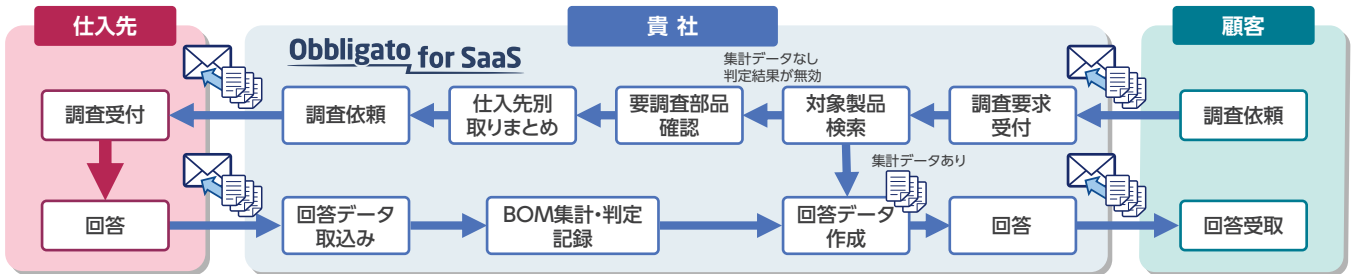 仕入先
貴社
顧客
Obbligato for SaaS
集計データなし
判定結果が無効
調査受付
調査依頼
仕入先別
取りまとめ
要調査部品
確認
対象製品
検索
調査要求
受付
調査依頼
集計データあり
回答
回答データ
取込み
BOM集計・判定
記録
回答データ
作成
回答
回答受取